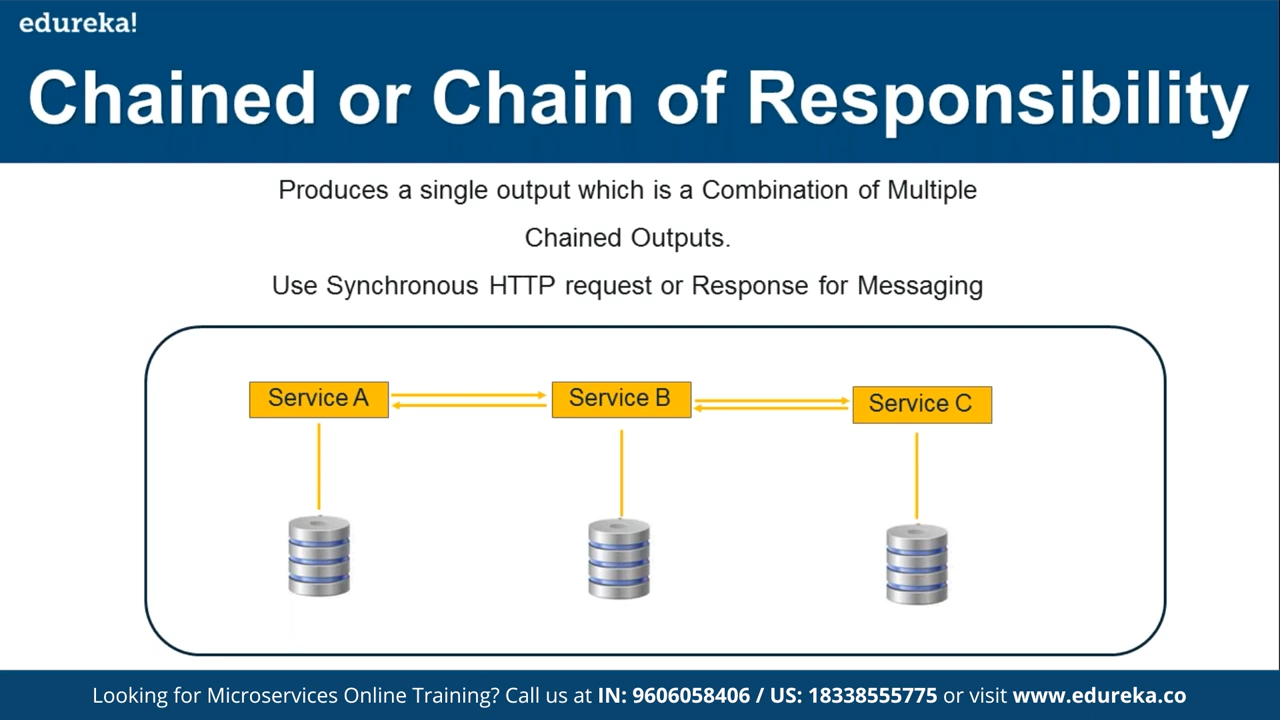 edureka!
Chained or Chain of Responsibility
Produces a single output which is a Combination of Multiple
Chained Outputs.
Use Synchronous HTTP request or Response for Messaging
Service A
Service B
Service C
Looking for Microservices Online Training? Call us at IN: 9606058406 / US: 18338555775 or visit www.edureka.co